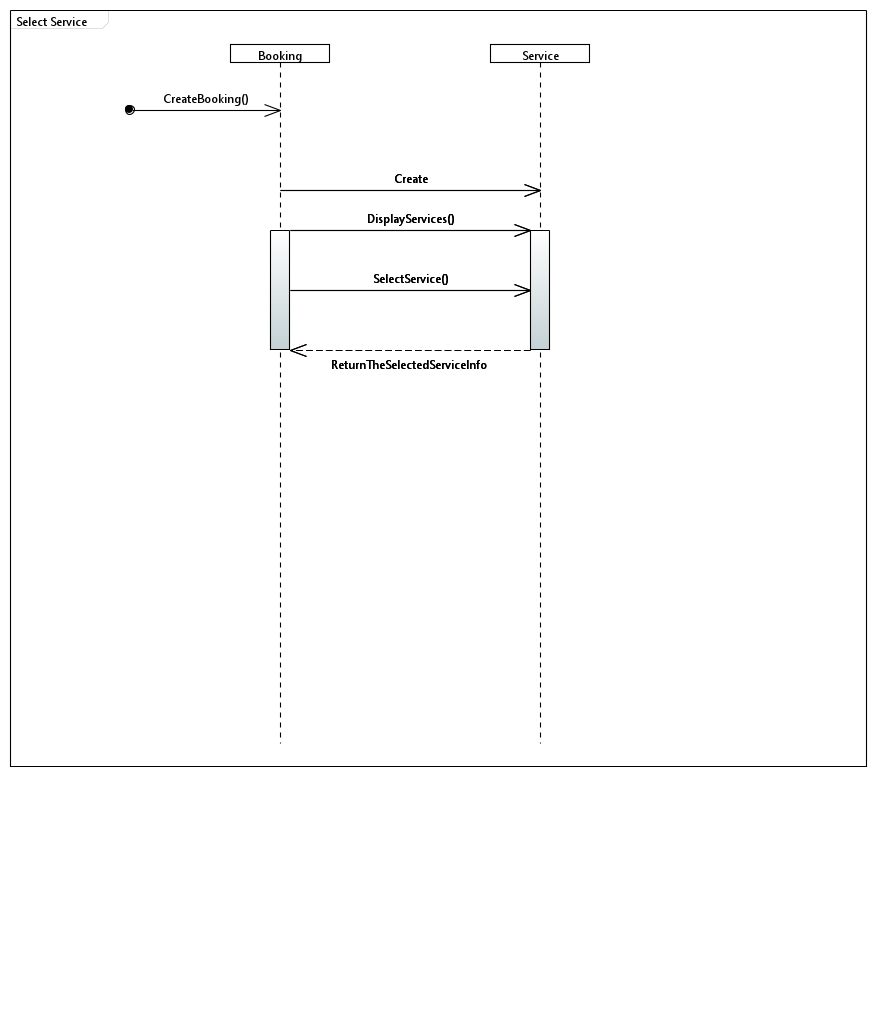 Select Service
Booking
Service
CreateBooking()
Create
DisplayServices()
SelectService()
ReturnTheSelectedServiceInfo